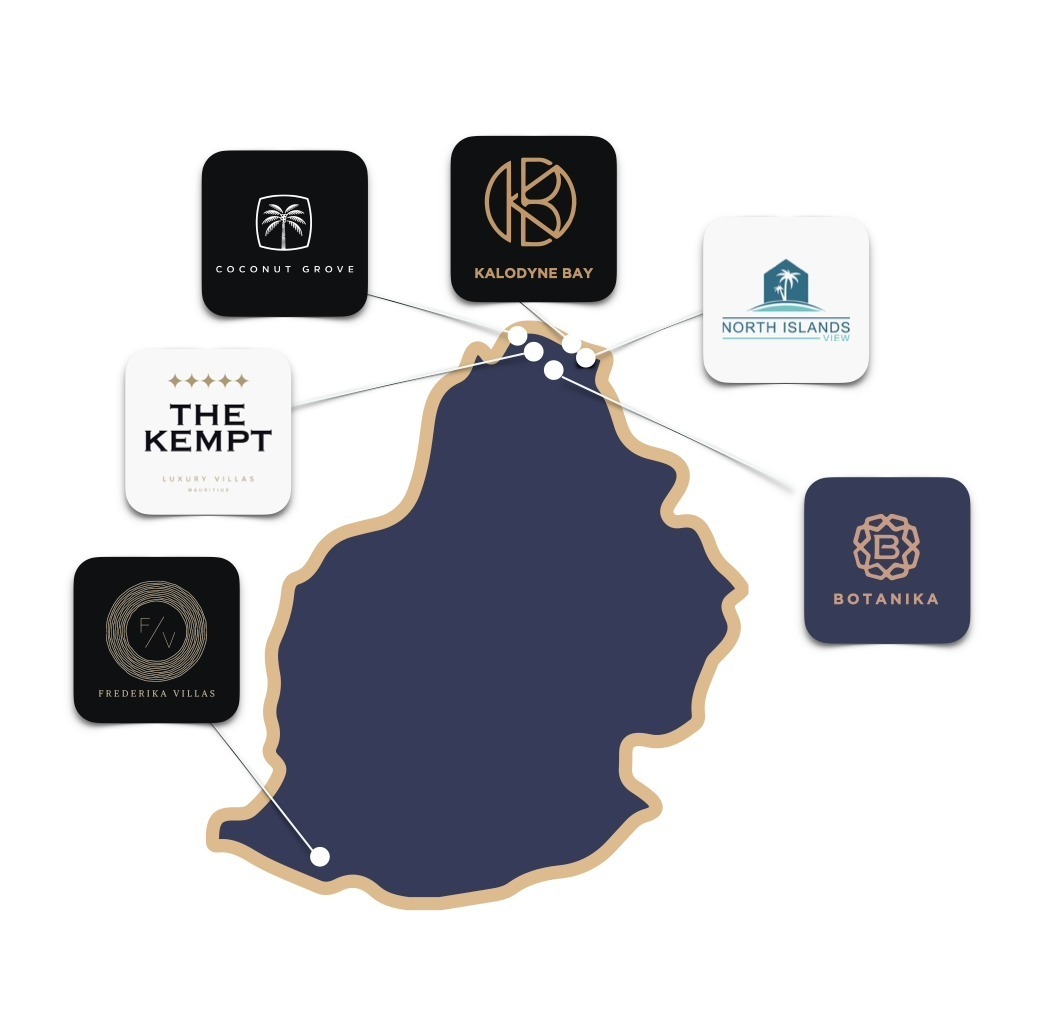 COCONUT GROVE
KALODYNE BAY
NORTH ISLANDS
VIEW
THE
KEMPT
LUXURY VILLAS
MAURITIUS
F/V
FREDERIKA VILLAS
B
BOTANIKA